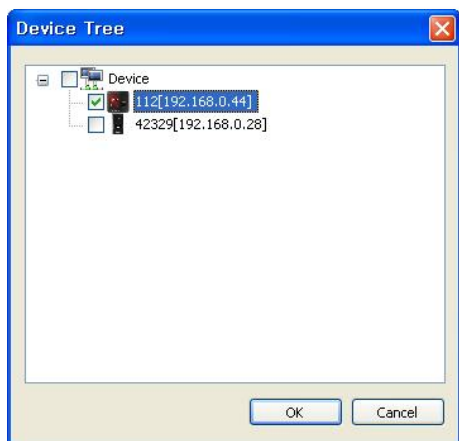 Device Tree
Device
112[192.168.0.44]
42329[192.168.0.28]
OK
Cancel